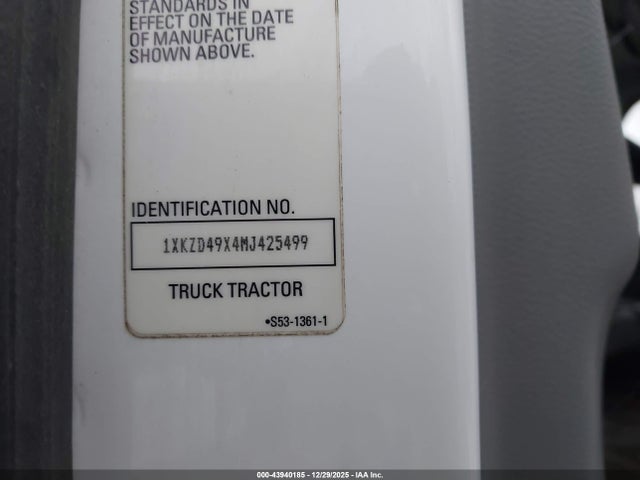 STANDARDS IN
EFFECT ON THE DATE
OF MANUFACTURE
SHOWN ABOVE.
IDENTIFICATION NO.
1XKZD49X4MJ425499
TRUCK TRACTOR
•S53-1361-1
000-43940185 - 12/29/2025 - IAA Inc.